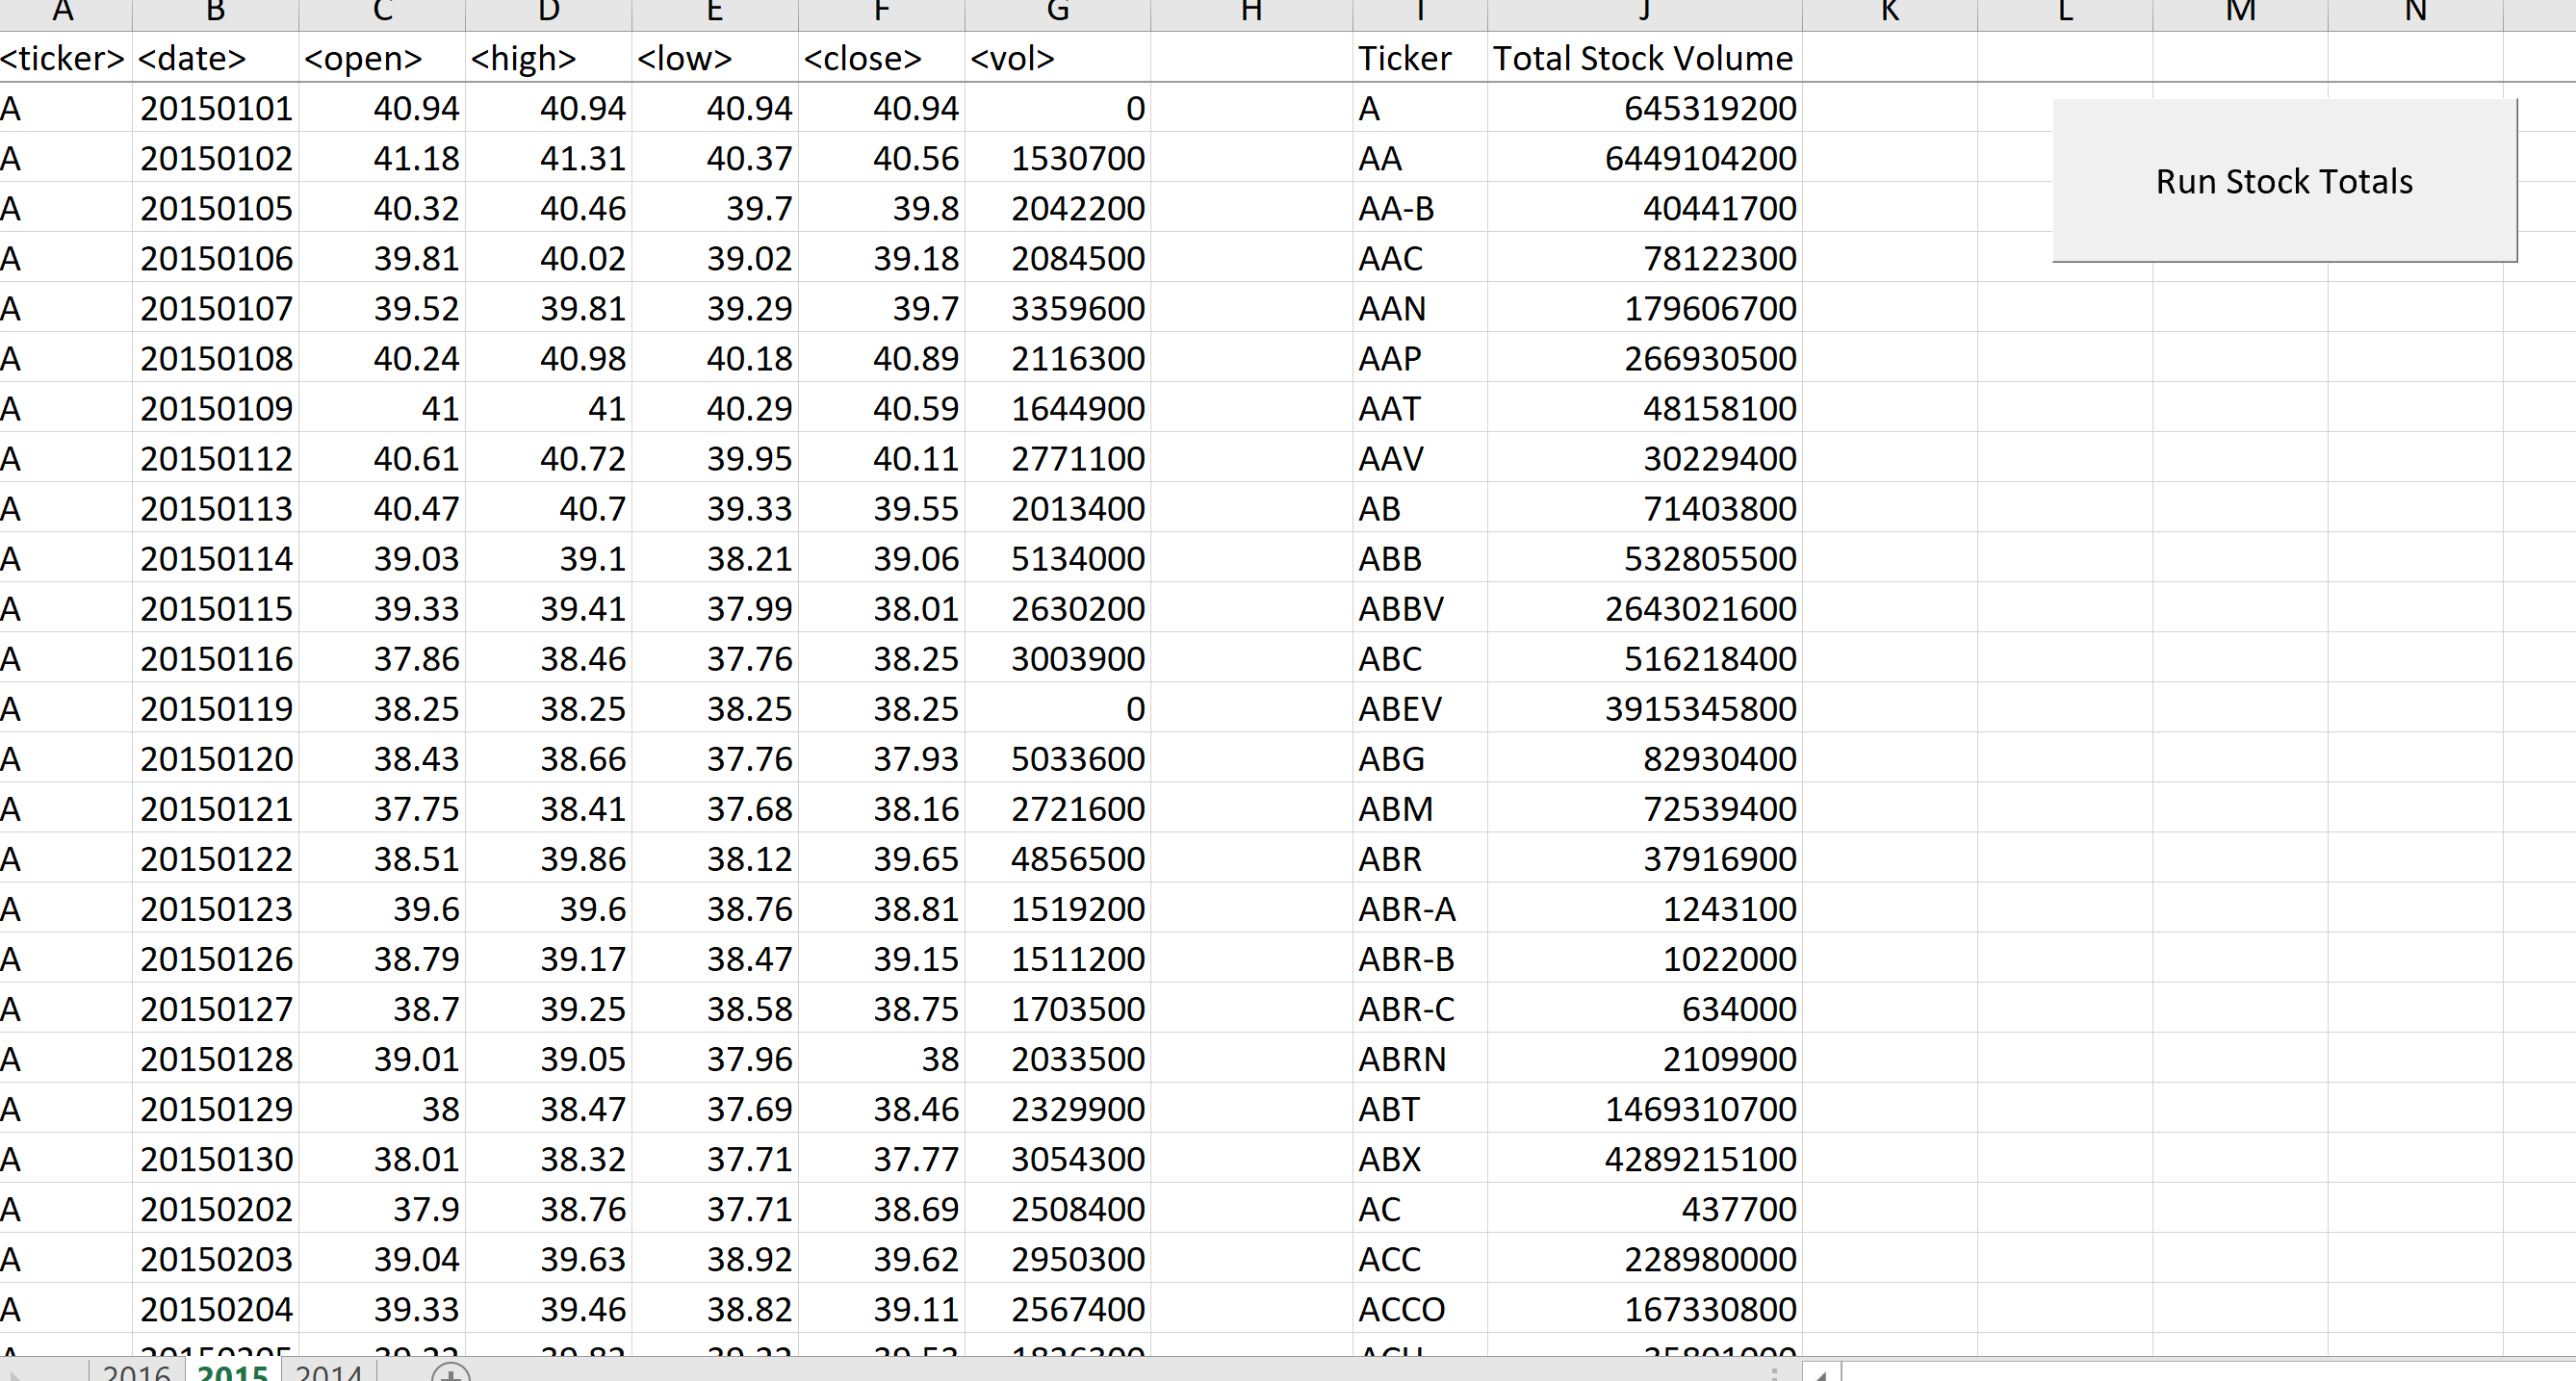 A B C D E F G H I J K L M N
<ticker> <date> <open> <high> <low> <close> <vol> Ticker Total Stock Volume
A 20150101 40.94 40.94 40.94 40.94 0 A 645319200
A 20150102 41.18 41.31 40.37 40.56 1530700 AA 6449104200
Run Stock Totals
A 20150105 40.32 40.46 39.7 39.8 2042200 AA-B 40441700
A 20150106 39.81 40.02 39.02 39.18 2084500 AAC 78122300
A 20150107 39.52 39.81 39.29 39.7 3359600 AAN 179606700
A 20150108 40.24 40.98 40.18 40.89 2116300 AAP 266930500
A 20150109 41 41 40.29 40.59 1644900 AAT 48158100
A 20150112 40.61 40.72 39.95 40.11 2771100 AAV 30229400
A 20150113 40.47 40.7 39.33 39.55 2013400 AB 71403800
A 20150114 39.03 39.1 38.21 39.06 5134000 ABB 532805500
A 20150115 39.33 39.41 37.99 38.01 2630200 ABBV 2643021600
A 20150116 37.86 38.46 37.76 38.25 3003900 ABC 516218400
A 20150119 38.25 38.25 38.25 38.25 0 ABEV 3915345800
A 20150120 38.43 38.66 37.76 37.93 5033600 ABG 82930400
A 20150121 37.75 38.41 37.68 38.16 2721600 ABM 72539400
A 20150122 38.51 39.86 38.12 39.65 4856500 ABR 37916900
A 20150123 39.6 39.6 38.76 38.81 1519200 ABR-A 1243100
A 20150126 38.79 39.17 38.47 39.15 1511200 ABR-B 1022000
A 20150127 38.7 39.25 38.58 38.75 1703500 ABR-C 634000
A 20150128 39.01 39.05 37.96 38 2033500 ABRN 2109900
A 20150129 38 38.47 37.69 38.46 2329900 ABT 1469310700
A 20150130 38.01 38.32 37.71 37.77 3054300 ABX 4289215100
A 20150202 37.9 38.76 37.71 38.69 2508400 AC 437700
A 20150203 39.04 39.63 38.92 39.62 2950300 ACC 228980000
A 20150204 39.33 39.46 38.82 39.11 2567400 ACCO 167330800
A 20150205
2016 2015 2014